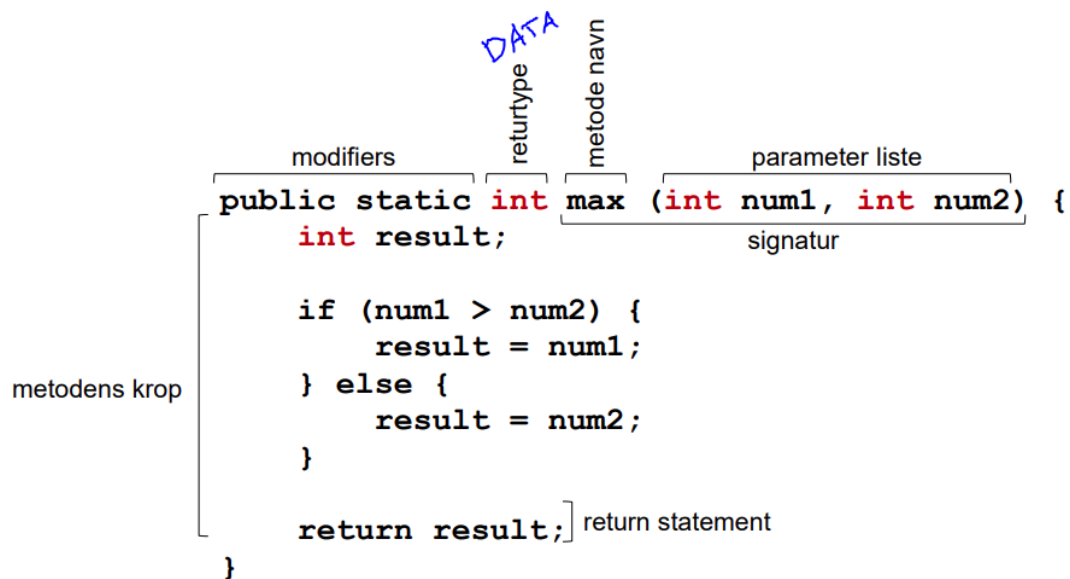 DATA
returtype
metode navn
modifiers
parameter liste
public static int max (int num1, int num2) {
int result;
signatur
if (num1 > num2) {
result = num1;
metodens krop
} else {
result = num2;
}
return result;
return statement
}